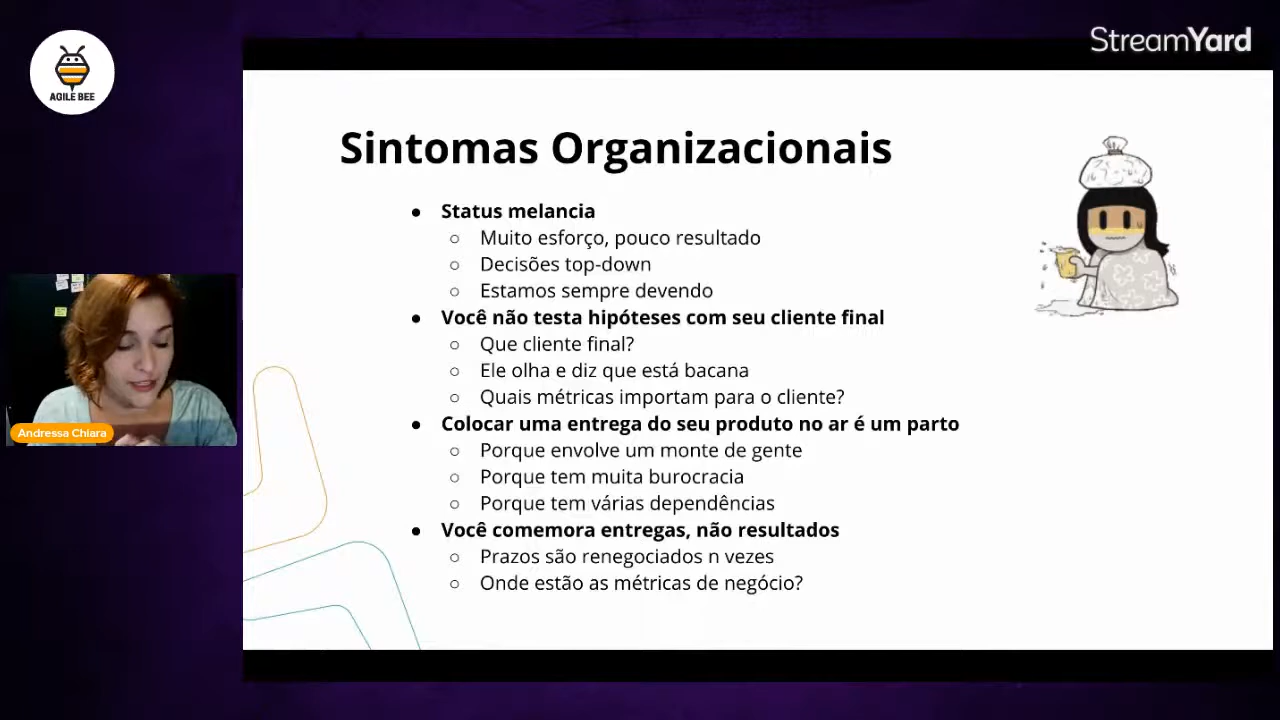 AGILE BEE
StreamYard
Sintomas Organizacionais
● Status melancia
○ Muito esforço, pouco resultado
○ Decisões top-down
○ Estamos sempre devendo
● Você não testa hipóteses com seu cliente final
○ Que cliente final?
○ Ele olha e diz que está bacana
○ Quais métricas importam para o cliente?
● Colocar uma entrega do seu produto no ar é um parto
○ Porque envolve um monte de gente
○ Porque tem muita burocracia
○ Porque tem várias dependências
● Você comemora entregas, não resultados
○ Prazos são renegociados n vezes
○ Onde estão as métricas de negócio?
Andressa Chiara